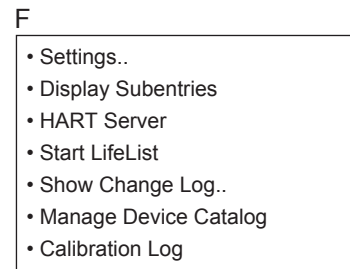 F
• Settings..
• Display Subentries
• HART Server
• Start LifeList
• Show Change Log..
• Manage Device Catalog
• Calibration Log